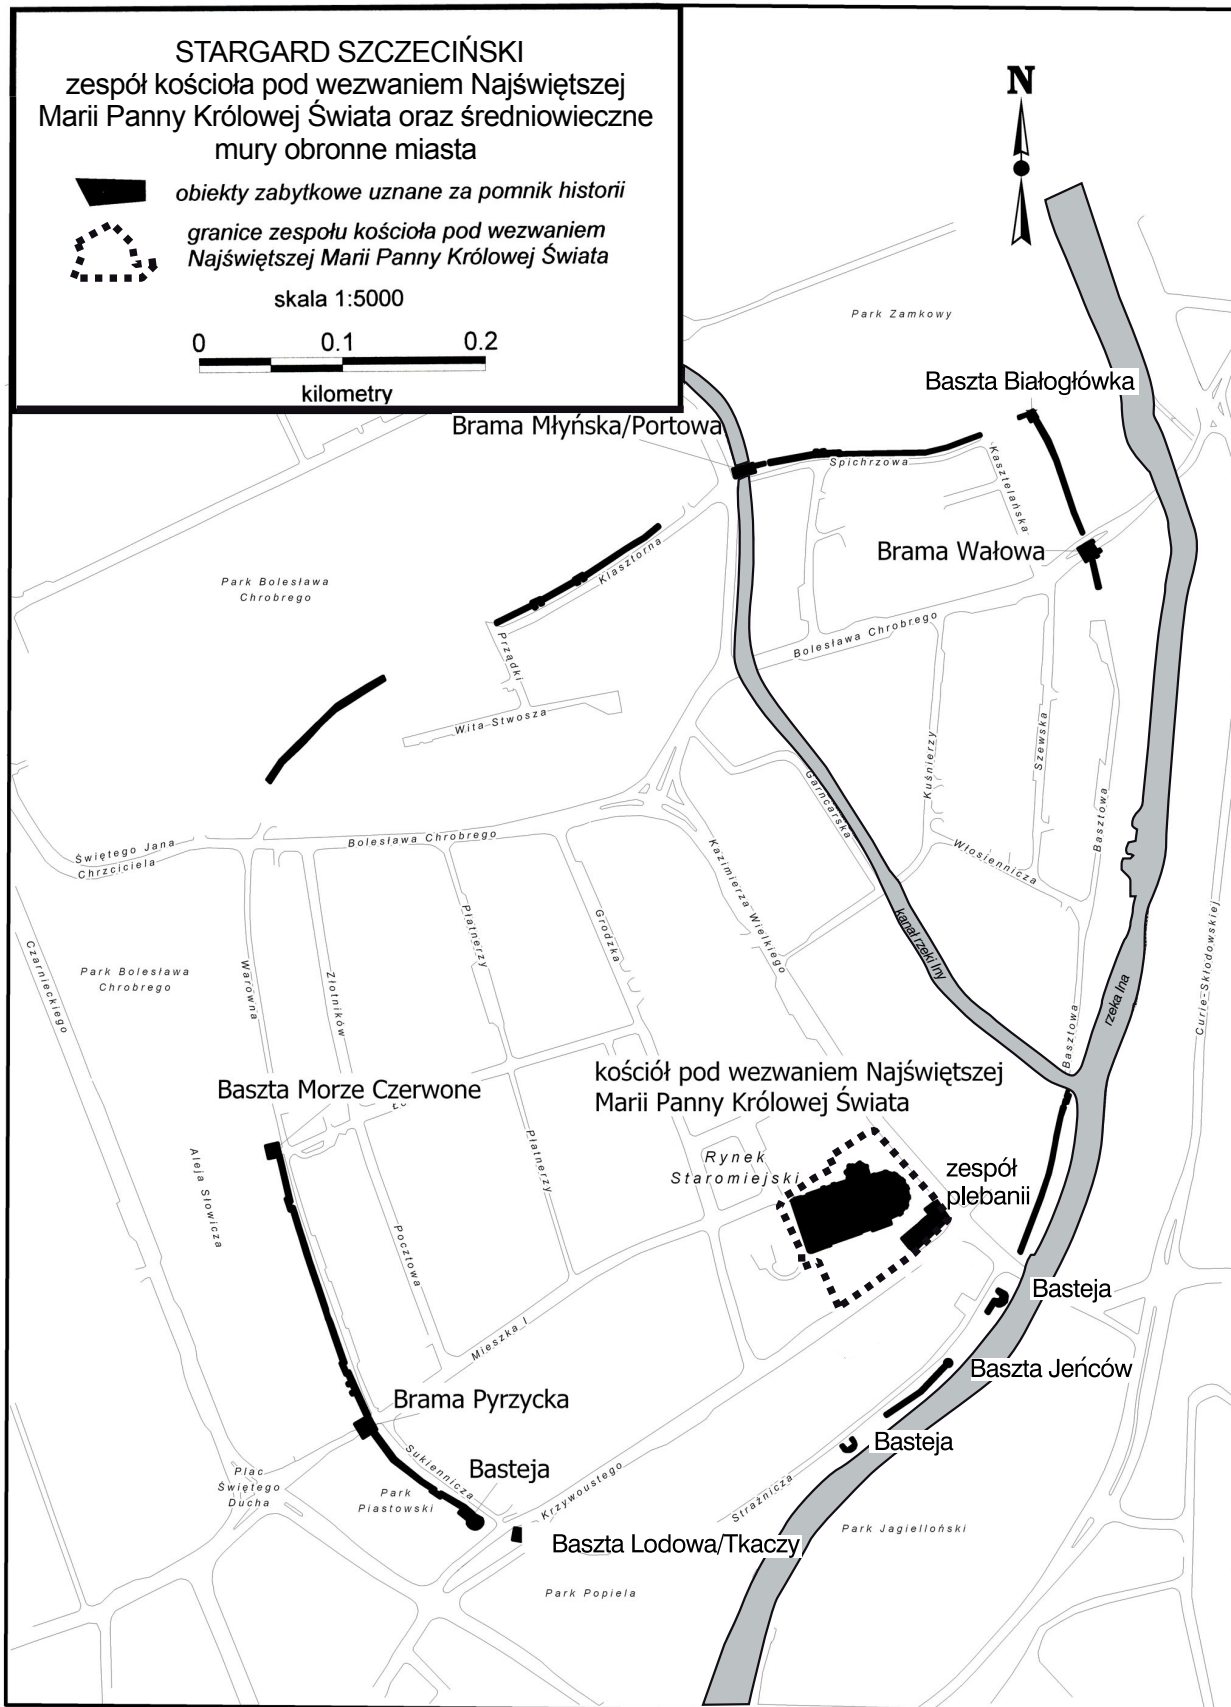 STARGARD SZCZECIŃSKI
zespół kościoła pod wezwaniem Najświętszej
Marii Panny Królowej Świata oraz średniowieczne
mury obronne miasta
obiekty zabytkowe uznane za pomnik historii
granice zespołu kościoła pod wezwaniem
Najświętszej Marii Panny Królowej Świata
skala 1:5000
0 0.1 0.2
kilometry
N
Park Zamkowy
Baszta Białogłówka
Brama Młyńska/Portowa
Spichrzowa
Kasztelańska
Brama Wałowa
Klasztorna
Park Bolesława
Chrobrego
Prządki
Bolesława Chrobrego
Wita Stwosza
Szewska
Kuśnierzy
Garncarska
Basztowa
Bolesława Chrobrego
Świętego Jana
Chrzciciela
Kazimierza Wielkiego
Włosiennicza
Płatnerzy
Grodzka
kanał rzeki Iny
Curie-Skłodowskiej
Czarnieckiego
Park Bolesława
Chrobrego
Warowna
Złotników
rzeka Ina
Basztowa
Baszta Morze Czerwone
kościół pod wezwaniem Najświętszej
Marii Panny Królowej Świata
Rynek
Staromiejski
zespół
plebanii
Aleja Słowicza
Płatnerzy
Pocztowa
Basteja
Mieszka I
Baszta Jeńców
Brama Pyrzycka
Basteja
Sukiennicza
Basteja
Plac
Świętego
Ducha
Park
Piastowski
Krzywoustego
Strażnicza
Park Jagielloński
Baszta Lodowa/Tkaczy
Park Popiela